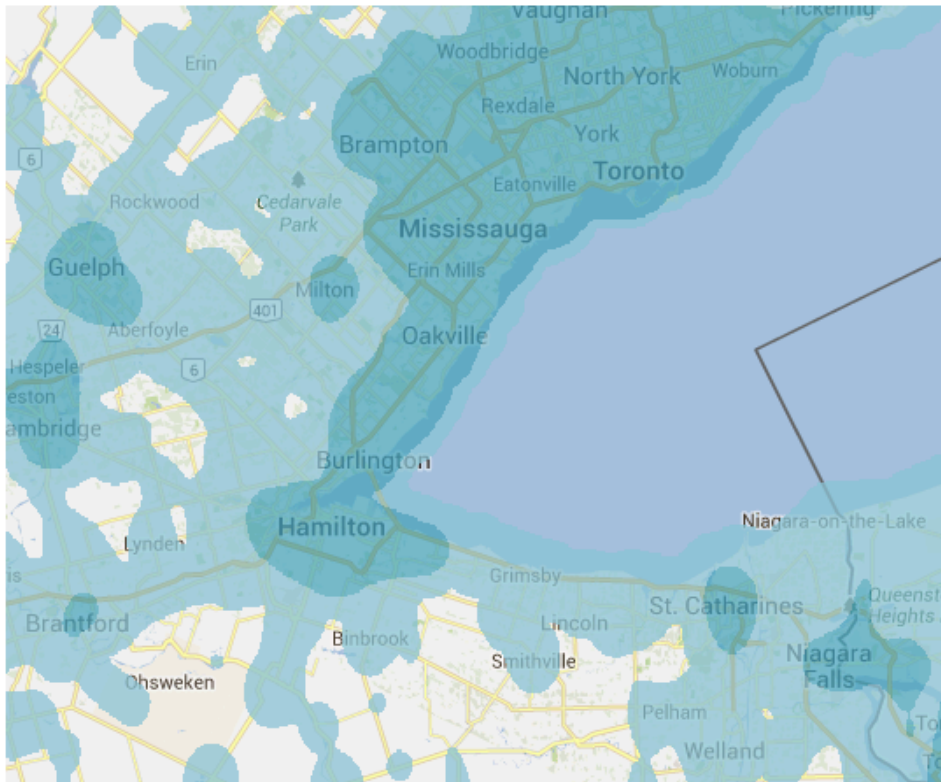 Vaughan
Pickering
Woodbridge
Erin
North York
Woburn
Rexdale
York
Brampton
6
Toronto
Eatonville
Rockwood
Cedarvale
Park
Mississauga
Guelph
Erin Mills
Milton
401
24
Aberfoyle
Oakville
Hespeler
6
eston
ambridge
Burlington
Hamilton
Niagara-on-the-Lake
Lynden
Grimsby
Queenst
Heights
St. Catharines
Brantford
Lincoln
Binbrook
Niagara
Falls
Smithville
Ohsweken
Pelham
Welland